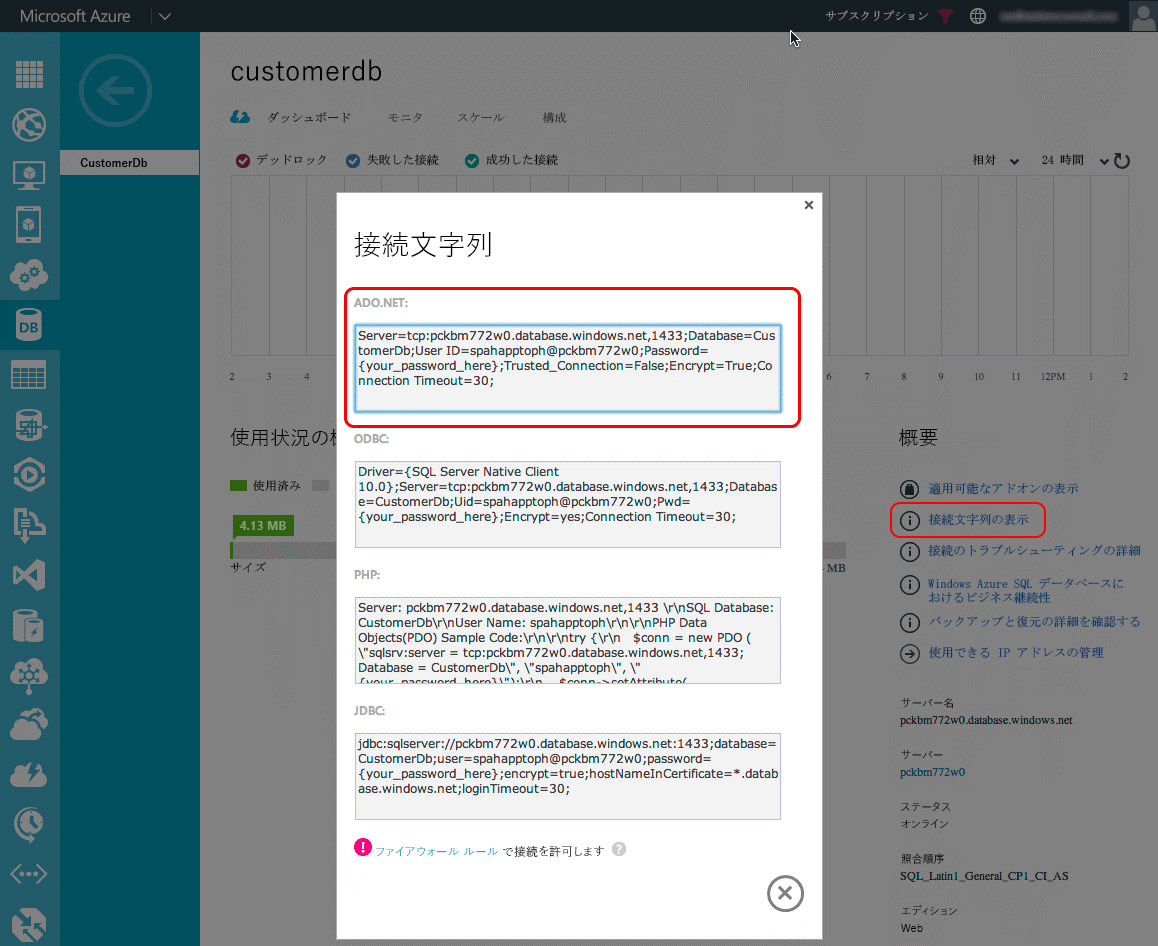 Microsoft Azure
サブスクリプション
customerdb
CustomerDb
ダッシュボード モニタ スケール 構成
デッドロック 失敗した接続 成功した接続 相対 24 時間
接続文字列
ADO.NET:
Server=tcp:pckbm772w0.database.windows.net,1433;Database=Cus
tomerDb;User ID=spahapptoph@pckbm772w0;Password=
{your_password_here};Trusted_Connection=False;Encrypt=True;Co
nnection Timeout=30;
2 3 4 6 7 8 9 10 11 12PM 1 2
ODBC:
Driver={SQL Server Native Client
10.0};Server=tcp:pckbm772w0.database.windows.net,1433;Databas
e=CustomerDb;Uid=spahapptoph@pckbm772w0;Pwd=
{your_password_here};Encrypt=yes;Connection Timeout=30;
PHP:
Server: pckbm772w0.database.windows.net,1433 \r\nSQL Database:
CustomerDb\r\nUser Name: spahapptoph\r\n\r\nPHP Data
Objects(PDO) Sample Code:\r\n\r\ntry {\r\n   $conn = new PDO (
\"sqlsrv:server = tcp:pckbm772w0.database.windows.net,1433;
Database = CustomerDb\", \"spahapptoph\", \"
{your_password_here}\");\r\n    $conn->setAttribute(
JDBC:
jdbc:sqlserver://pckbm772w0.database.windows.net:1433;database=
CustomerDb;user=spahapptoph@pckbm772w0;password=
{your_password_here};encrypt=true;hostNameInCertificate=*.datab
ase.windows.net;loginTimeout=30;
ファイアウォール ルール で接続を許可します
使用状況の
使用済み
4.13 MB
サイズ
MB
DB
概要
適用可能なアドオンの表示
接続文字列の表示
接続のトラブルシューティングの詳細
Windows Azure SQL データベースに
おけるビジネス継続性
バックアップと復元の詳細を確認する
使用できる IP アドレスの管理
サーバー名
pckbm772w0.database.windows.net
サーバー
pckbm772w0
ステータス
オンライン
照合順序
SQL_Latin1_General_CP1_CI_AS
エディション
Web